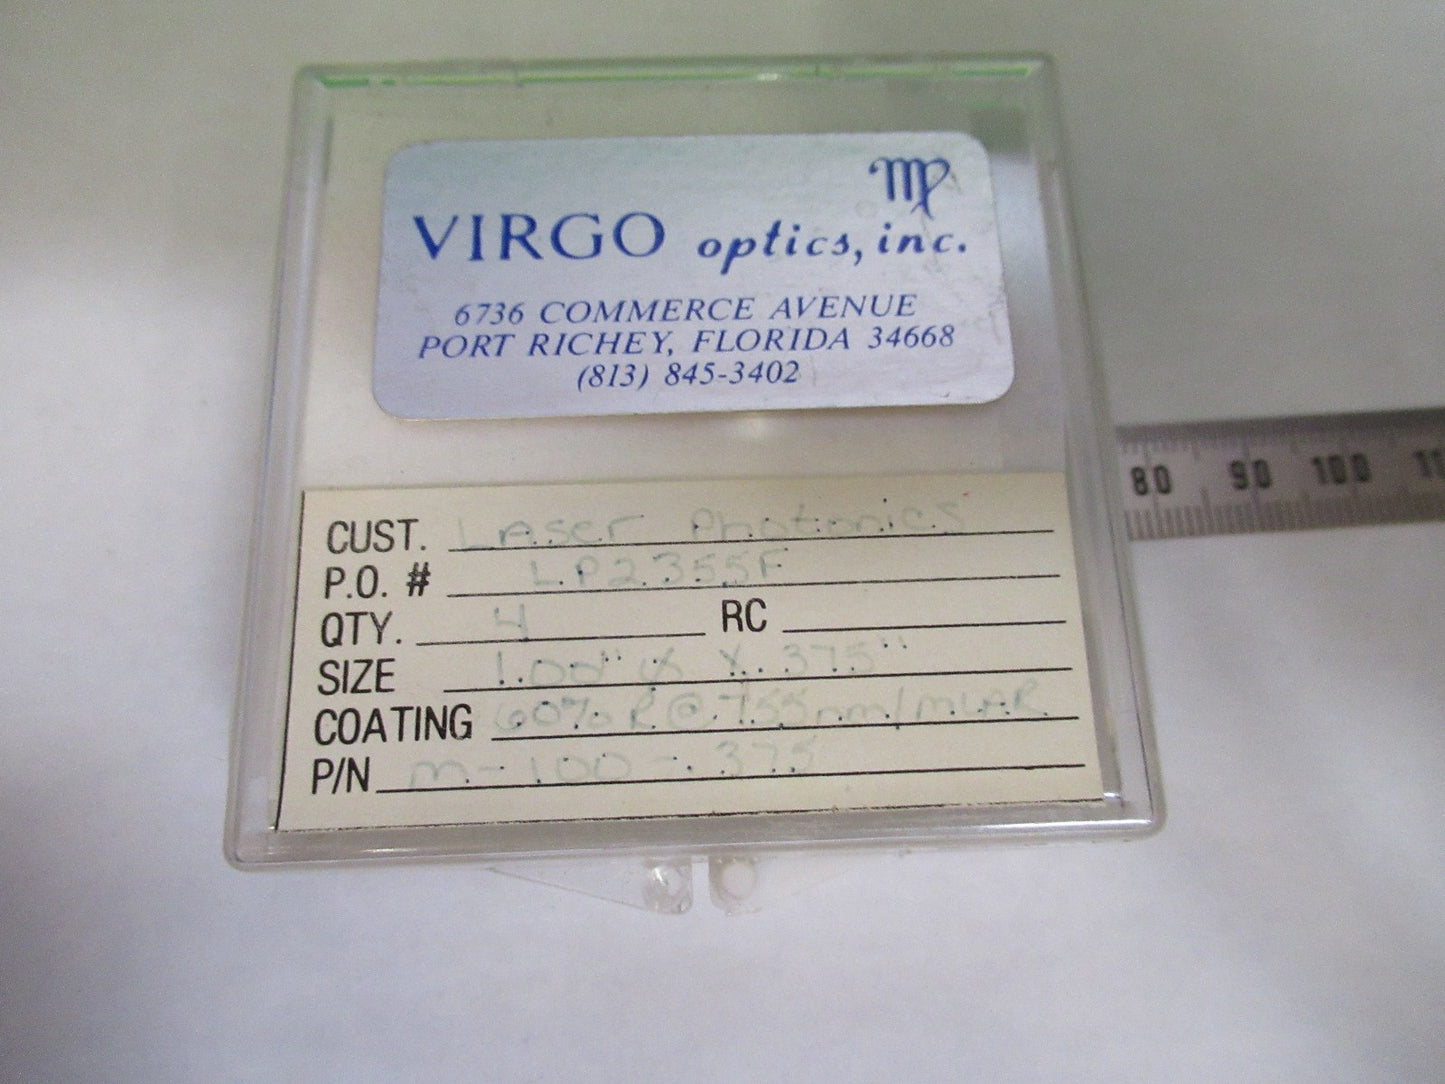 VIRGO optics, inc.
6736 COMMERCE AVENUE
PORT RICHEY, FLORIDA 34668
(813) 845-3402
CUST. Laser Photonics
P.O. # LP2355F
QTY. 4 RC
SIZE 1.00" ⌀ X .375"
COATING 60% R @ 755nm/MLAR
P/N M-100-.375
80 90 100